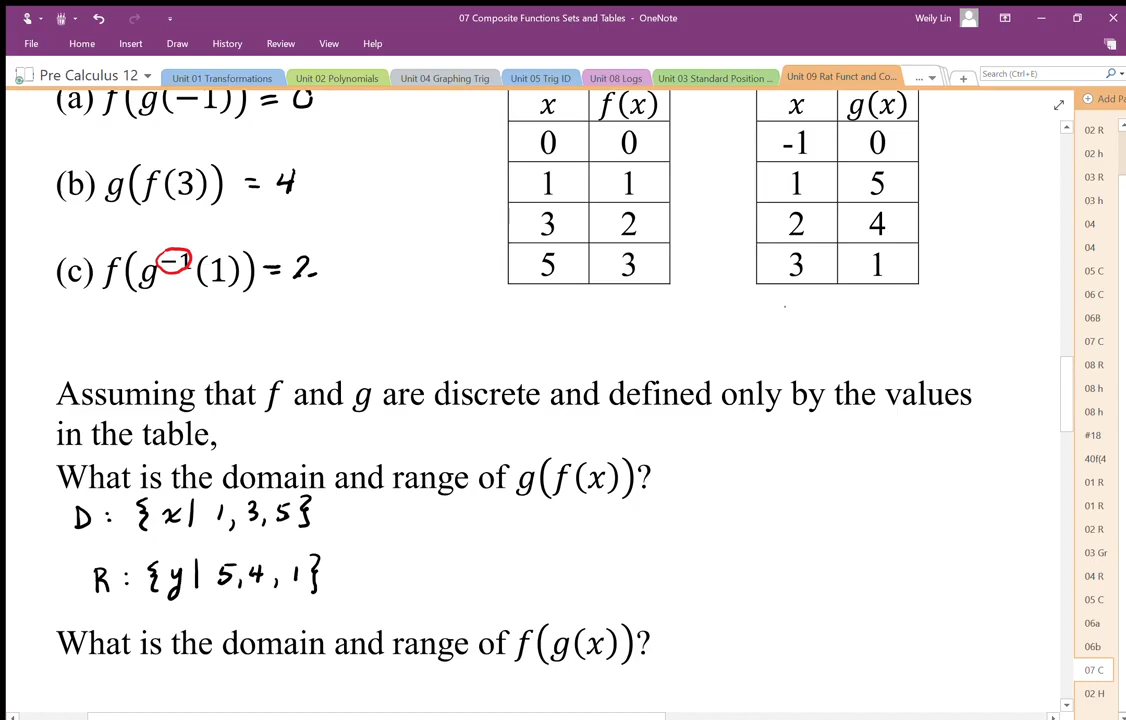 07 Composite Functions Sets and Tables - OneNote
Weily Lin
File Home Insert Draw History Review View Help
Pre Calculus 12
Unit 01 Transformations
Unit 02 Polynomials
Unit 04 Graphing Trig
Unit 05 Trig ID
Unit 08 Logs
Unit 03 Standard Position ...
Unit 09 Rat Funct and Co...
...
Search (Ctrl+E)
(a) f(g(−1)) = 0
(b) g(f(3)) = 4
(c) f(g⁻¹(1)) = 2
x f(x)
0 0
1 1
3 2
5 3
x g(x)
-1 0
1 5
2 4
3 1
Assuming that f and g are discrete and defined only by the values
in the table,
What is the domain and range of g(f(x))?
D : {x| 1, 3, 5}
R : {y| 5, 4, 1}
What is the domain and range of f(g(x))?
Add Pa
02 R
02 h
03 R
03 h
04
04
05 C
06 C
06B
07 C
08 R
08 h
08 h
#18
40f(4
01 R
01 R
02 R
03 Gr
04 R
05 C
06a
06b
07 C
02 H